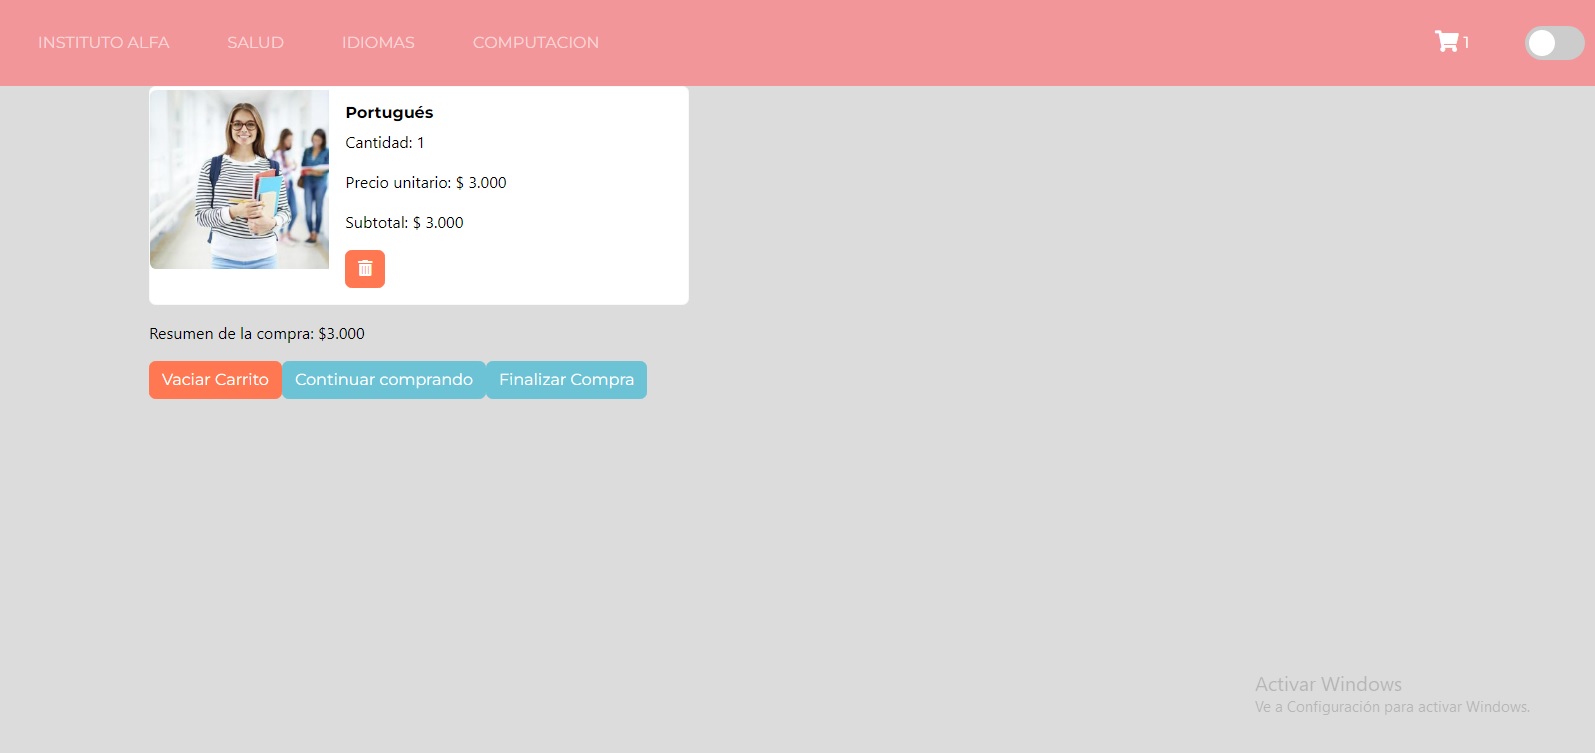 INSTITUTO ALFA SALUD IDIOMAS COMPUTACION 1
Portugués
Cantidad: 1
Precio unitario: $ 3.000
Subtotal: $ 3.000
Resumen de la compra: $3.000
Vaciar Carrito Continuar comprando Finalizar Compra
Activar Windows
Ve a Configuración para activar Windows.